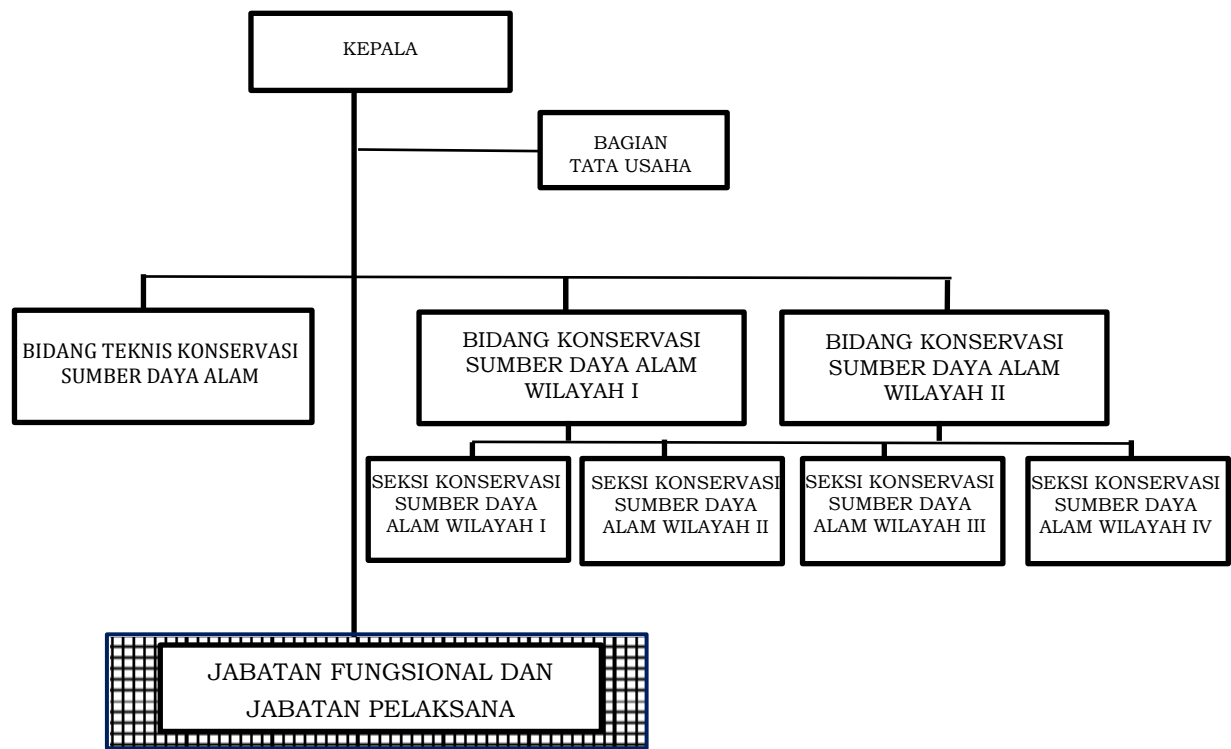 KEPALA
BAGIAN
TATA USAHA
BIDANG TEKNIS KONSERVASI
SUMBER DAYA ALAM
BIDANG KONSERVASI
SUMBER DAYA ALAM
WILAYAH I
BIDANG KONSERVASI
SUMBER DAYA ALAM
WILAYAH II
SEKSI KONSERVASI
SUMBER DAYA
ALAM WILAYAH I
SEKSI KONSERVASI
SUMBER DAYA
ALAM WILAYAH II
SEKSI KONSERVASI
SUMBER DAYA
ALAM WILAYAH III
SEKSI KONSERVASI
SUMBER DAYA
ALAM WILAYAH IV
JABATAN FUNGSIONAL DAN
JABATAN PELAKSANA